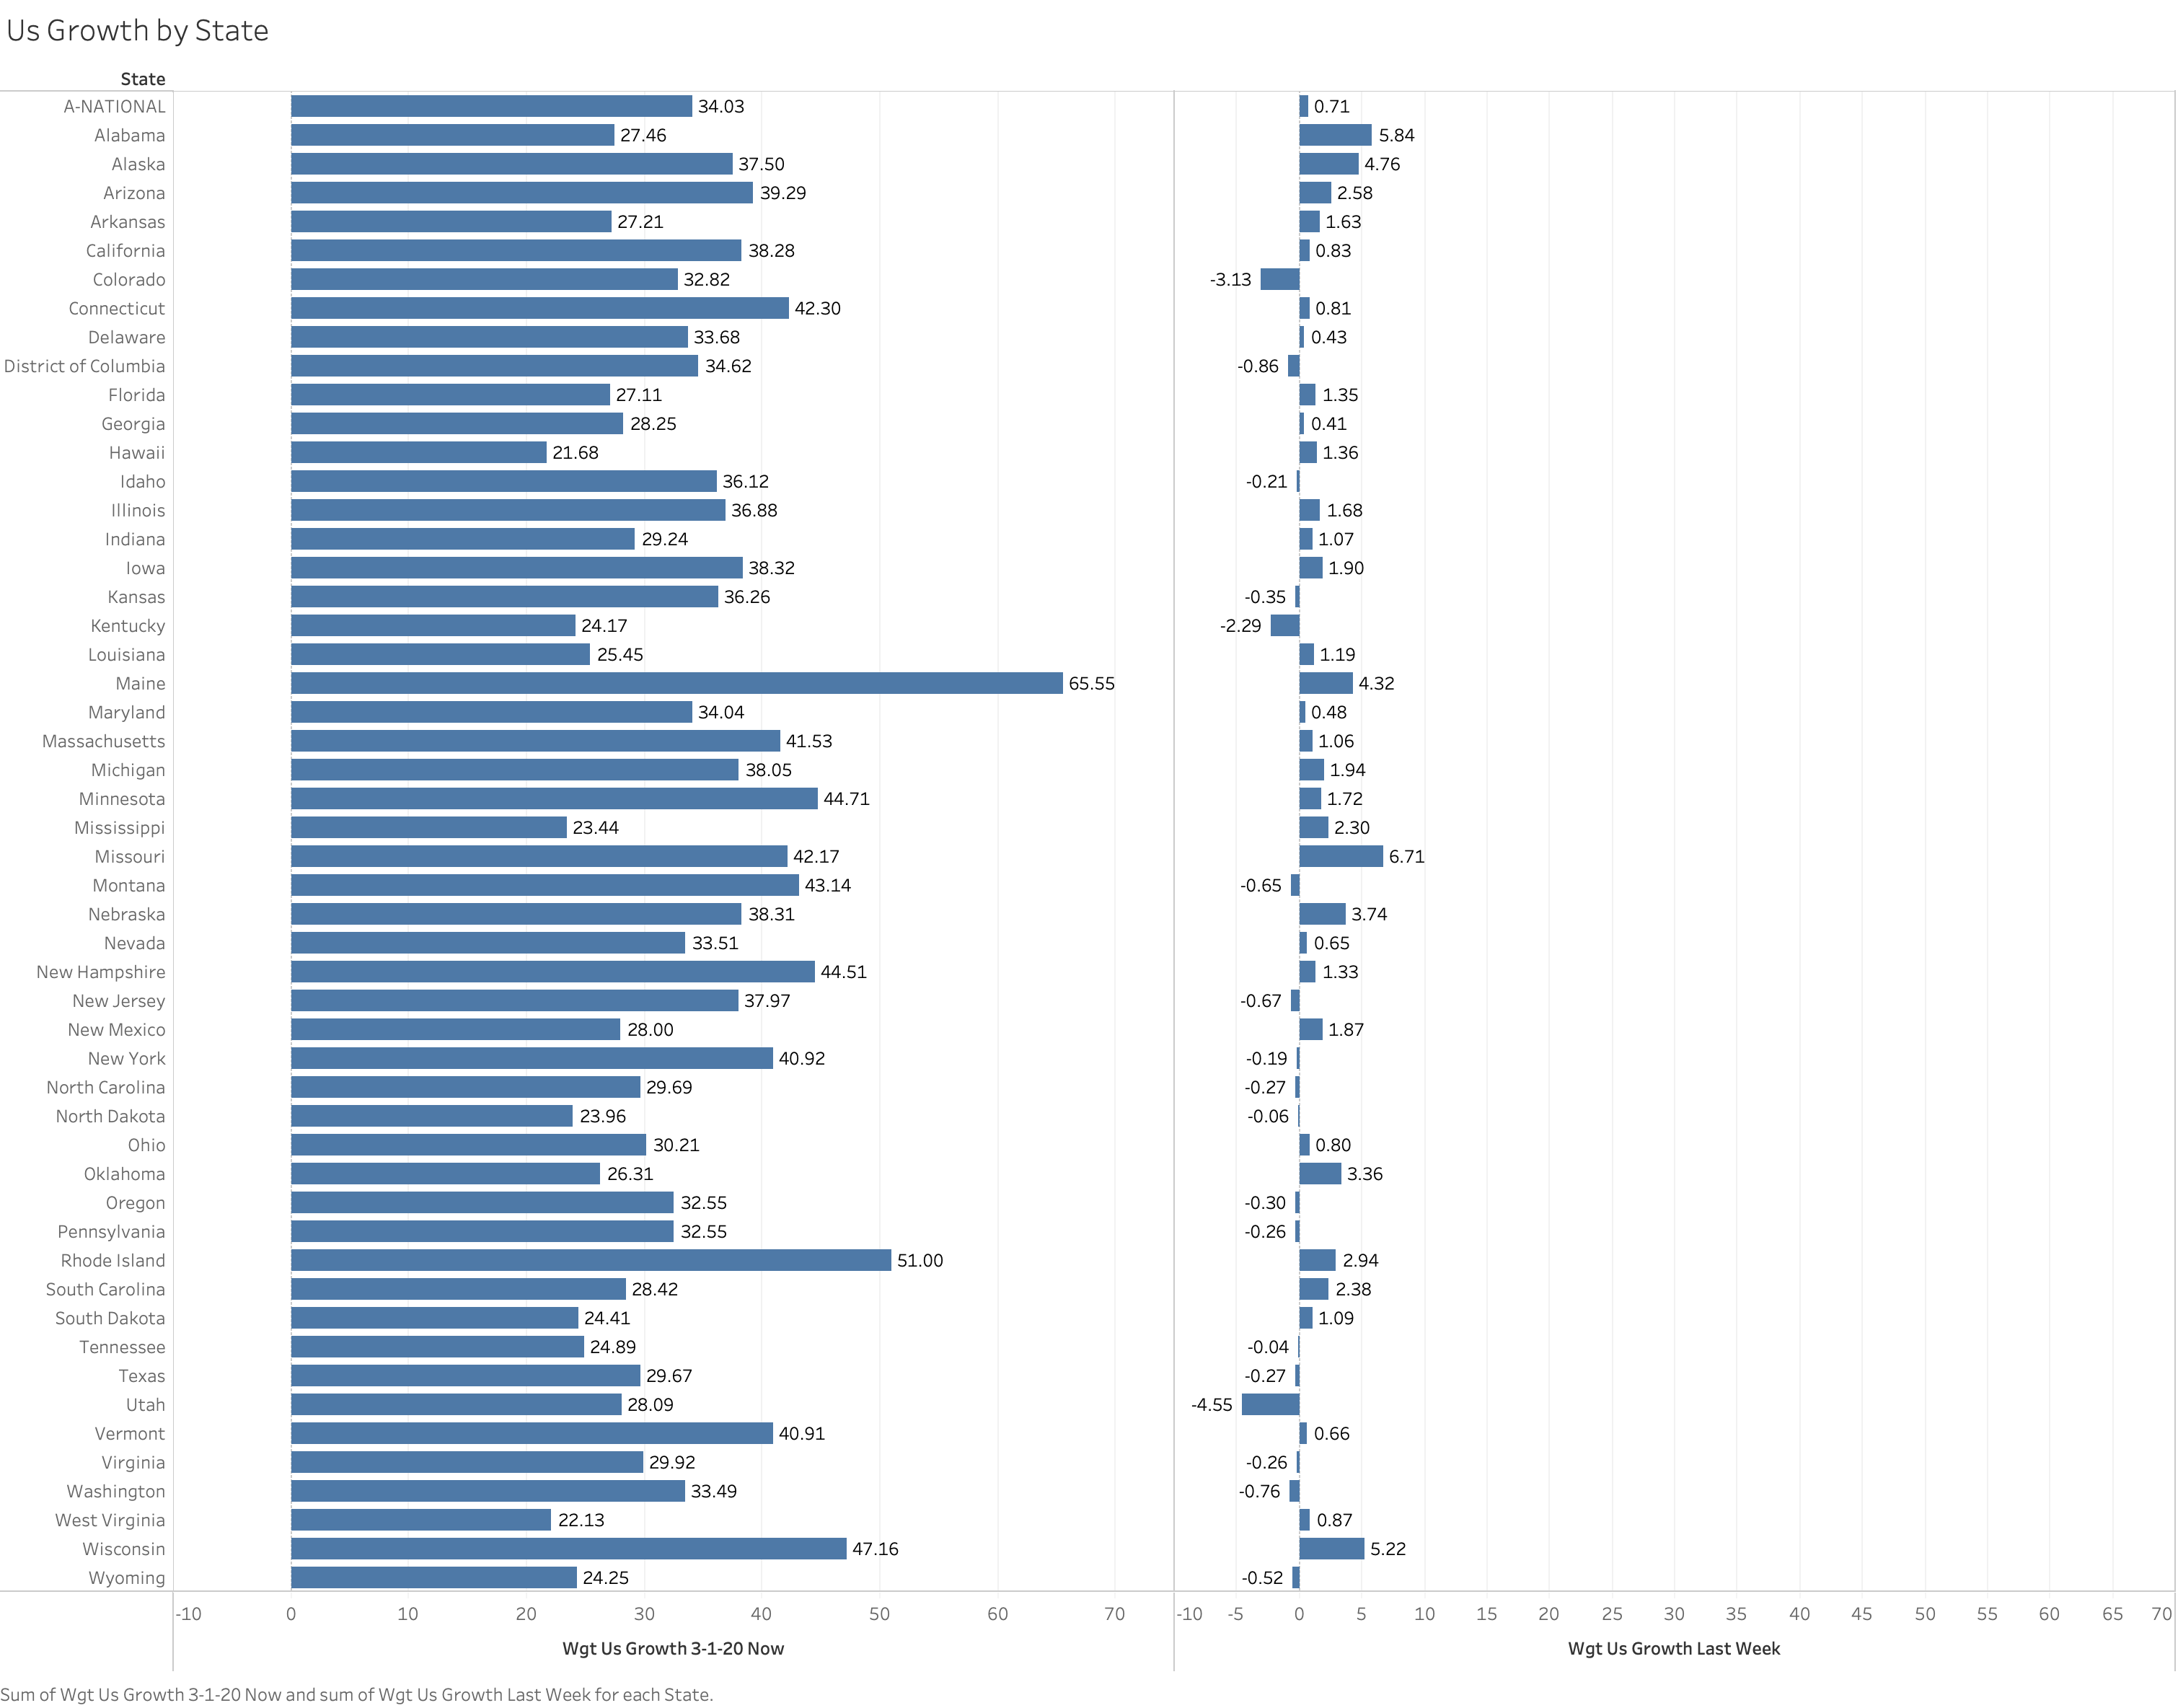 Us Growth by State
State
A-NATIONAL 34.03 0.71
Alabama 27.46 5.84
Alaska 37.50 4.76
Arizona 39.29 2.58
Arkansas 27.21 1.63
California 38.28 0.83
Colorado 32.82 -3.13
Connecticut 42.30 0.81
Delaware 33.68 0.43
District of Columbia 34.62 -0.86
Florida 27.11 1.35
Georgia 28.25 0.41
Hawaii 21.68 1.36
Idaho 36.12 -0.21
Illinois 36.88 1.68
Indiana 29.24 1.07
Iowa 38.32 1.90
Kansas 36.26 -0.35
Kentucky 24.17 -2.29
Louisiana 25.45 1.19
Maine 65.55 4.32
Maryland 34.04 0.48
Massachusetts 41.53 1.06
Michigan 38.05 1.94
Minnesota 44.71 1.72
Mississippi 23.44 2.30
Missouri 42.17 6.71
Montana 43.14 -0.65
Nebraska 38.31 3.74
Nevada 33.51 0.65
New Hampshire 44.51 1.33
New Jersey 37.97 -0.67
New Mexico 28.00 1.87
New York 40.92 -0.19
North Carolina 29.69 -0.27
North Dakota 23.96 -0.06
Ohio 30.21 0.80
Oklahoma 26.31 3.36
Oregon 32.55 -0.30
Pennsylvania 32.55 -0.26
Rhode Island 51.00 2.94
South Carolina 28.42 2.38
South Dakota 24.41 1.09
Tennessee 24.89 -0.04
Texas 29.67 -0.27
Utah 28.09 -4.55
Vermont 40.91 0.66
Virginia 29.92 -0.26
Washington 33.49 -0.76
West Virginia 22.13 0.87
Wisconsin 47.16 5.22
Wyoming 24.25 -0.52
-10 0 10 20 30 40 50 60 70 -10 -5 0 5 10 15 20 25 30 35 40 45 50 55 60 65 70
Wgt Us Growth 3-1-20 Now Wgt Us Growth Last Week
Sum of Wgt Us Growth 3-1-20 Now and sum of Wgt Us Growth Last Week for each State.